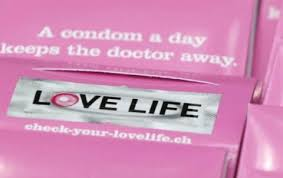 A condom a day
keeps the doctor away.
LOVE LIFE
check-your-lovelife.ch